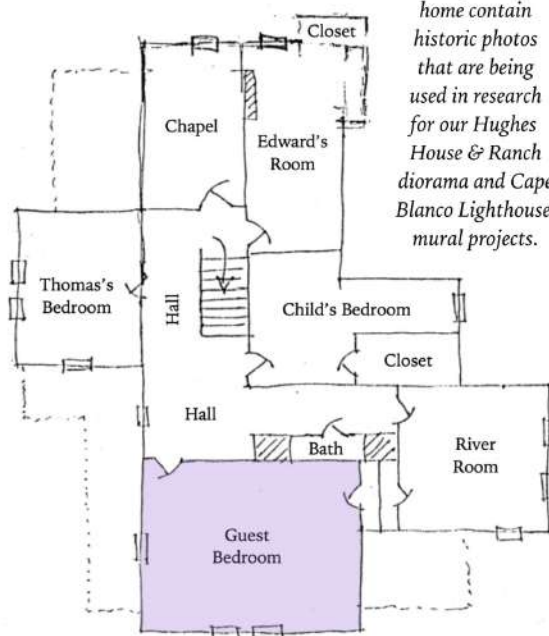 home contain
historic photos
that are being
used in research
for our Hughes
House & Ranch
diorama and Cape
Blanco Lighthouse
mural projects.
Closet
Chapel
Edward's
Room
Thomas's
Bedroom
Hall
Child's Bedroom
Closet
Hall
Bath
River
Room
Guest
Bedroom